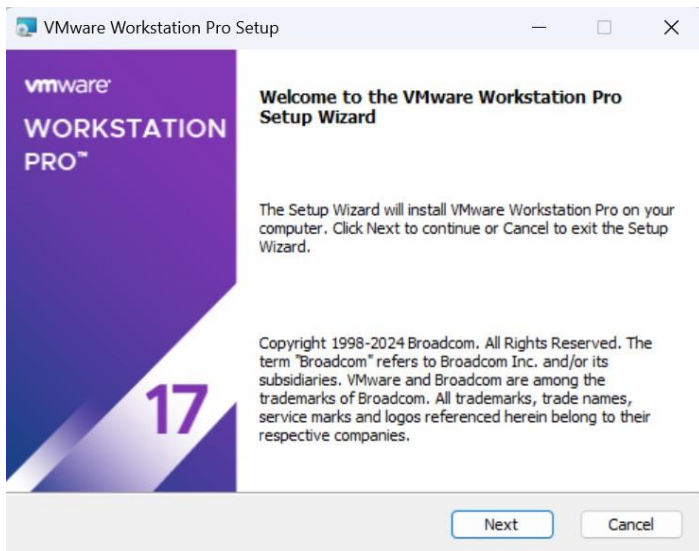 VMware Workstation Pro Setup
vmware
WORKSTATION
PRO™
17
Welcome to the VMware Workstation Pro
Setup Wizard
The Setup Wizard will install VMware Workstation Pro on your
computer. Click Next to continue or Cancel to exit the Setup
Wizard.
Copyright 1998-2024 Broadcom. All Rights Reserved. The
term "Broadcom" refers to Broadcom Inc. and/or its
subsidiaries. VMware and Broadcom are among the
trademarks of Broadcom. All trademarks, trade names,
service marks and logos referenced herein belong to their
respective companies.
Next
Cancel